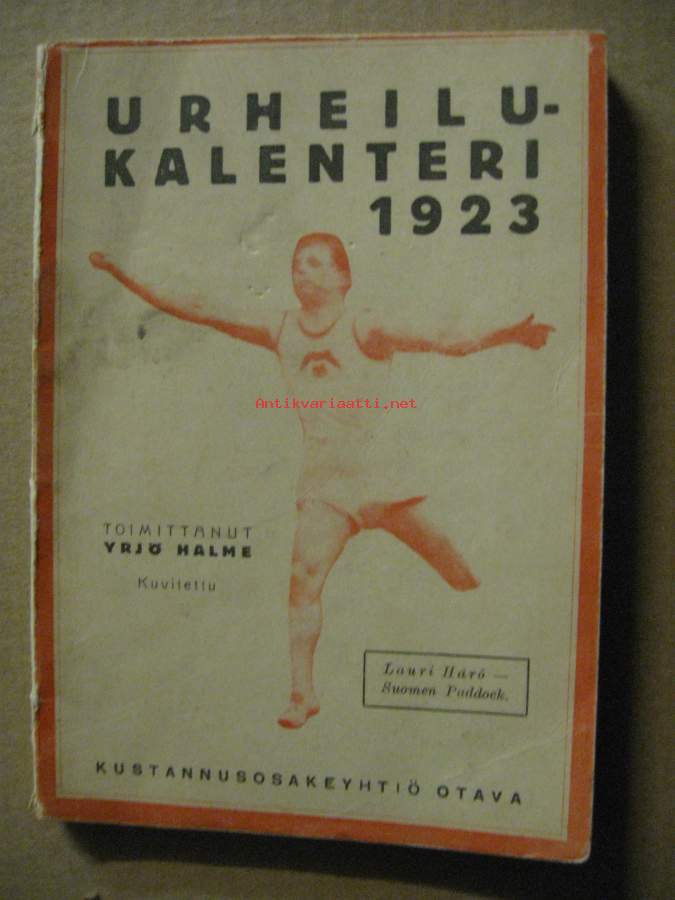 URHEILU-
KALENTERI
1923
Antikvariaatti.net
TOIMITTANUT
YRJÖ HALME
Kuvitettu
Lauri Härö —
Suomen Paddock.
KUSTANNUSOSAKEYHTIÖ OTAVA